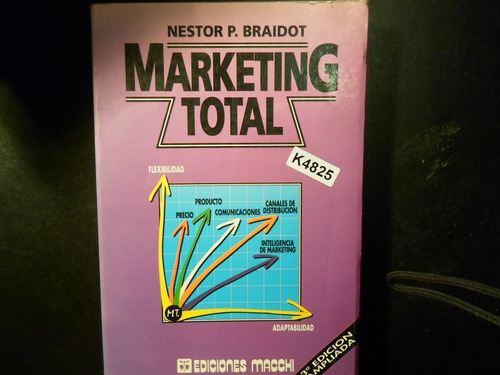 NESTOR P. BRAIDOT
MARKETING
TOTAL
K4825
FLEXIBILIDAD
PRECIO
PRODUCTO
COMUNICACIONES
CANALES DE
DISTRIBUCION
INTELIGENCIA
DE MARKETING
M.T.
ADAPTABILIDAD
3ª EDICION
AMPLIADA
EDICIONES MACCHI